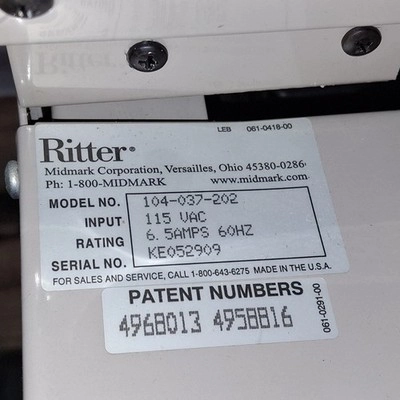 LEB 061-0418-00
Ritter®
Midmark Corporation, Versailles, Ohio 45380-0286
Ph: 1-800-MIDMARK www.midmark.com
MODEL NO. 104-037-202
INPUT 115 VAC
RATING 6.5AMPS 60HZ
SERIAL NO. KE052909
FOR SALES AND SERVICE, CALL 1-800-643-6275 MADE IN THE U.S.A.
PATENT NUMBERS
4968013 4958816
061-0291-00